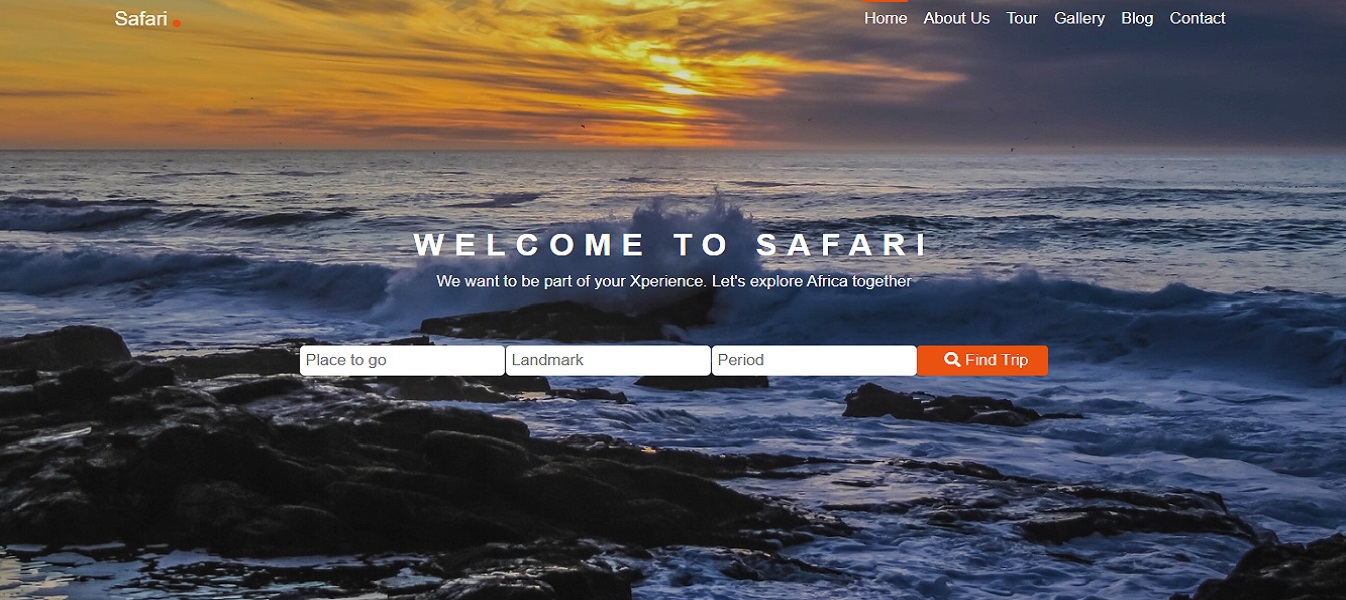 Safari
Home About Us Tour Gallery Blog Contact
WELCOME TO SAFARI
We want to be part of your Xperience. Let's explore Africa together
Place to go Landmark Period Find Trip